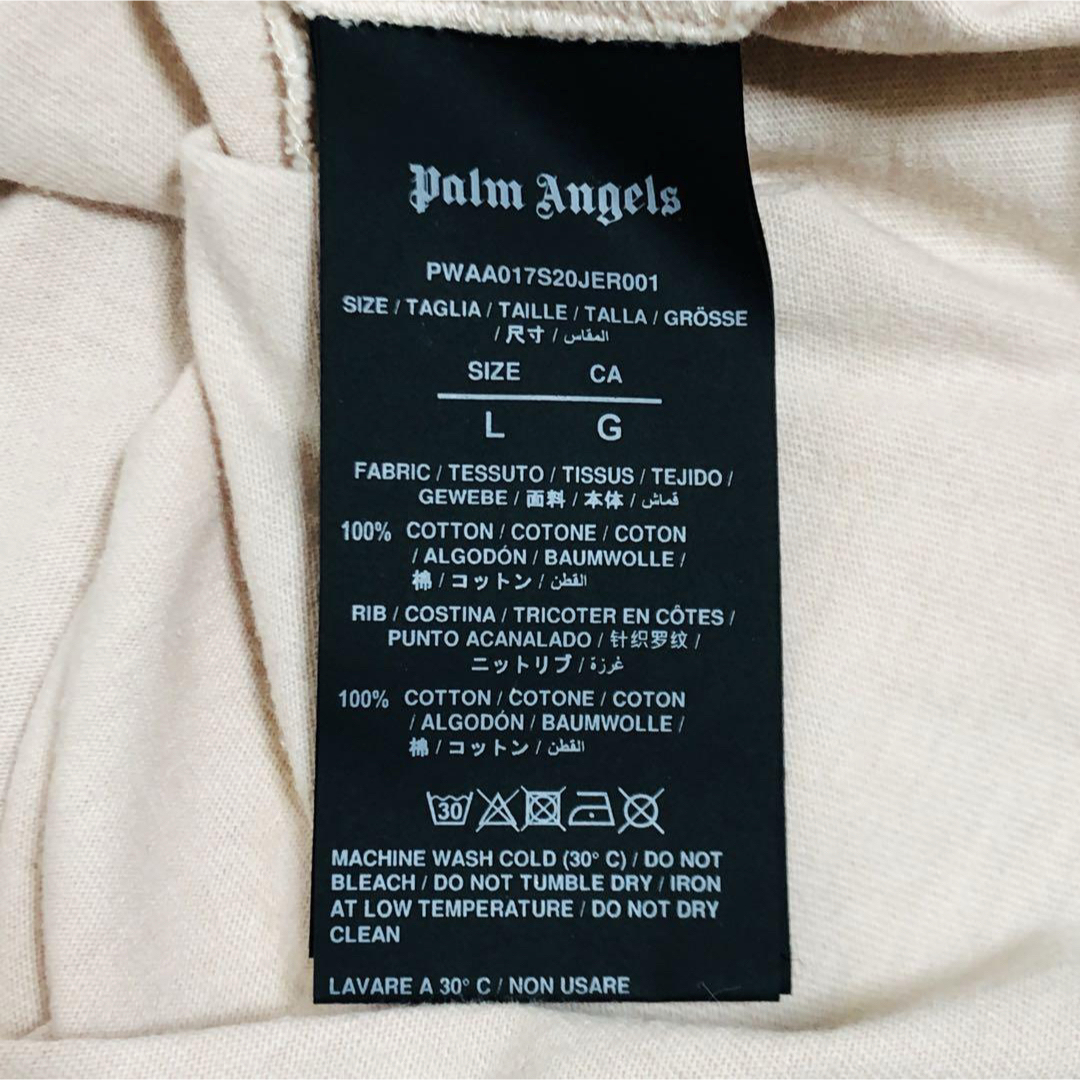 Palm Angels
PWAA017S20JER001
SIZE / TAGLIA / TAILLE / TALLA / GRÖSSE
/ 尺寸 / المقاس
SIZE CA
L G
FABRIC / TESSUTO / TISSUS / TEJIDO /
GEWEBE / 面料 / 本体 / قماش
100% COTTON / COTONE / COTON
/ ALGODÓN / BAUMWOLLE /
棉 / コットン / القطن
RIB / COSTINA / TRICOTER EN CÔTES /
PUNTO ACANALADO / 针织罗纹 /
ニットリブ / غرزة
100% COTTON / COTONE / COTON
/ ALGODÓN / BAUMWOLLE /
棉 / コットン / القطن
30
MACHINE WASH COLD (30° C) / DO NOT
BLEACH / DO NOT TUMBLE DRY / IRON
AT LOW TEMPERATURE / DO NOT DRY
CLEAN
LAVARE A 30° C / NON USARE